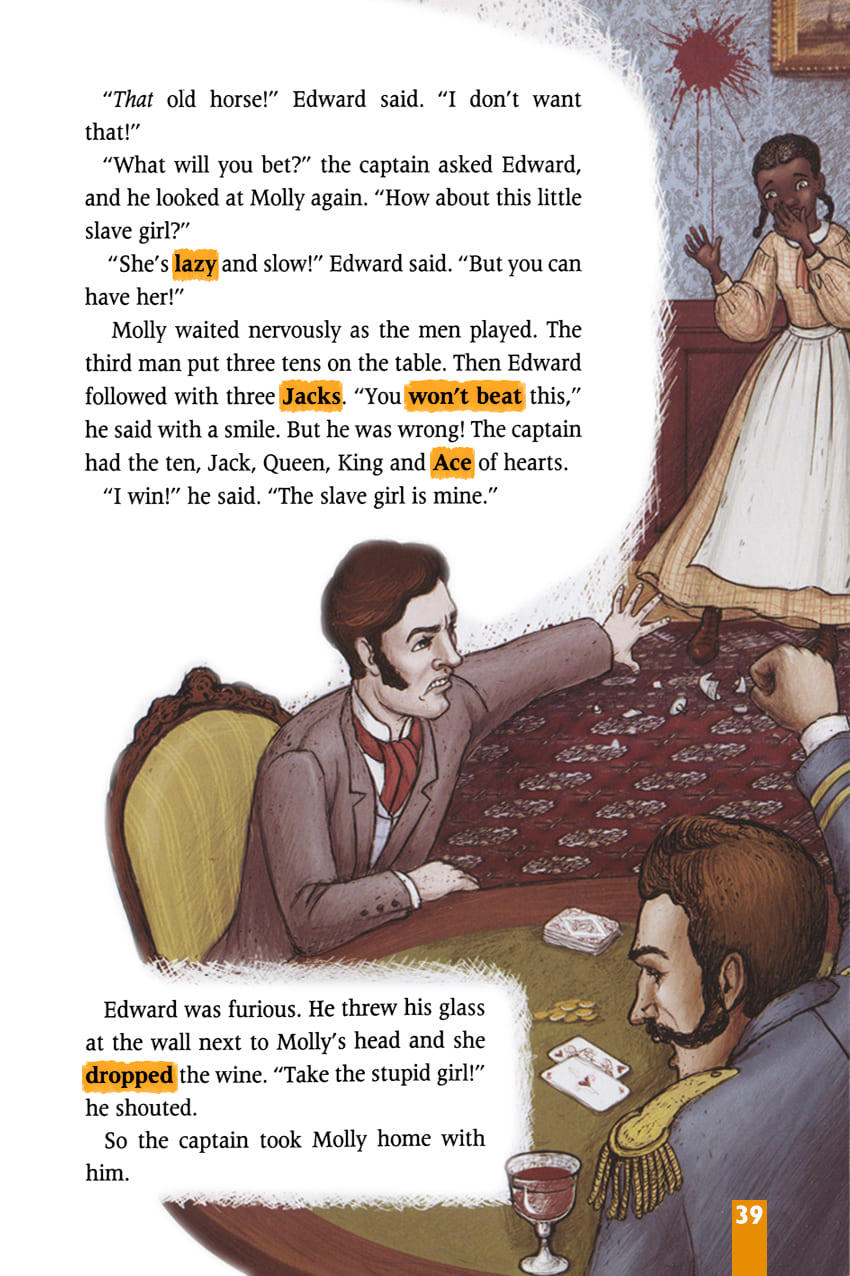 “That old horse!” Edward said. “I don’t want
that!”
“What will you bet?” the captain asked Edward,
and he looked at Molly again. “How about this little
slave girl?”
“She’s lazy and slow!” Edward said. “But you can
have her!”
Molly waited nervously as the men played. The
third man put three tens on the table. Then Edward
followed with three Jacks. “You won’t beat this,”
he said with a smile. But he was wrong! The captain
had the ten, Jack, Queen, King and Ace of hearts.
“I win!” he said. “The slave girl is mine.”
Edward was furious. He threw his glass
at the wall next to Molly’s head and she
dropped the wine. “Take the stupid girl!”
he shouted.
So the captain took Molly home with
him.
39